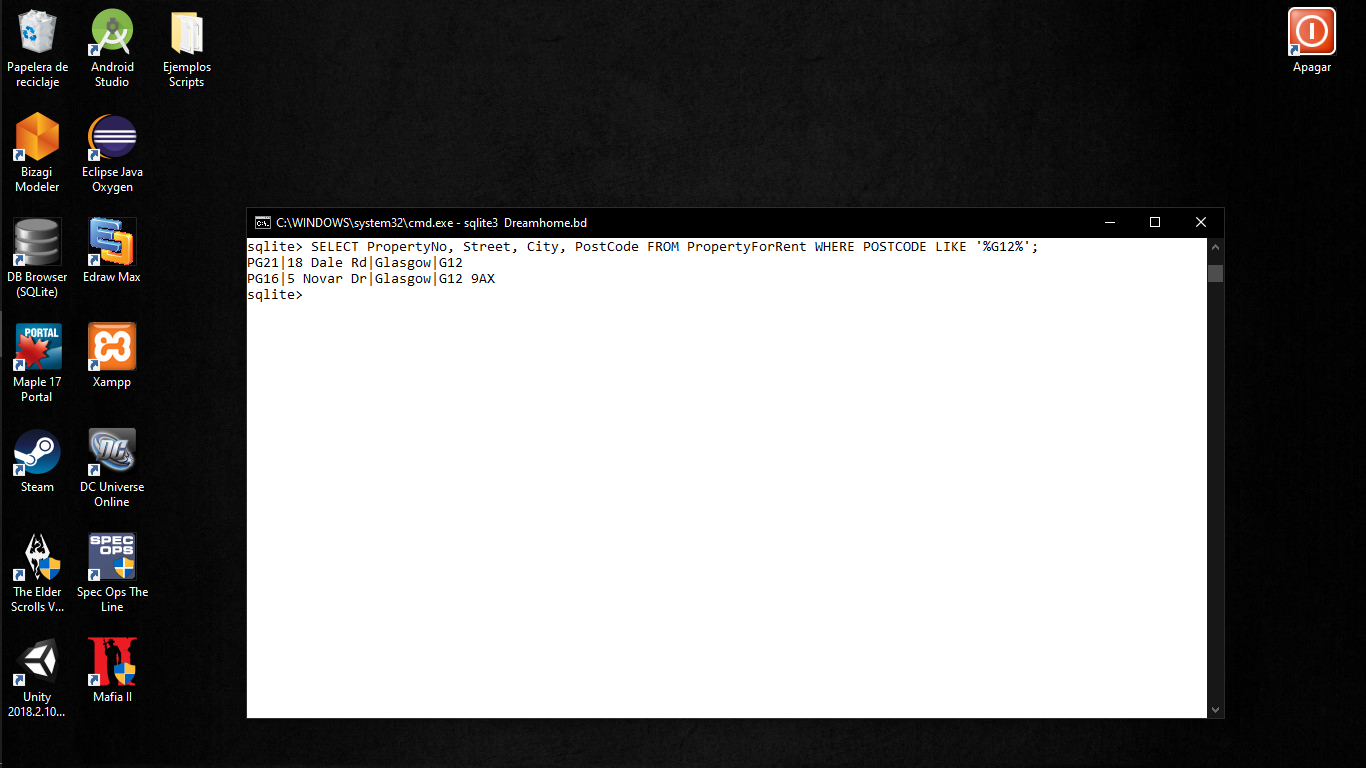 Papelera de
reciclaje
Android
Studio
Ejemplos
Scripts
Apagar
Bizagi
Modeler
Eclipse Java
Oxygen
DB Browser
(SQLite)
Edraw Max
PORTAL
Maple 17
Portal
Xampp
Steam
DC
DC Universe
Online
The Elder
Scrolls V...
SPEC
OPS
Spec Ops The
Line
Unity
2018.2.10...
II
Mafia II
C:\WINDOWS\system32\cmd.exe - sqlite3  Dreamhome.bd
sqlite> SELECT PropertyNo, Street, City, PostCode FROM PropertyForRent WHERE POSTCODE LIKE '%G12%';
PG21|18 Dale Rd|Glasgow|G12
PG16|5 Novar Dr|Glasgow|G12 9AX
sqlite>